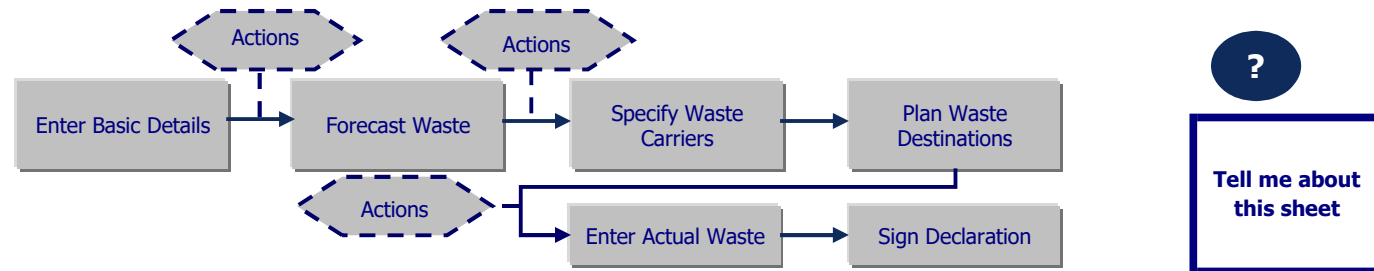 Actions
Actions
?
Enter Basic Details
Forecast Waste
Specify Waste
Carriers
Plan Waste
Destinations
Tell me about
this sheet
Actions
Enter Actual Waste
Sign Declaration